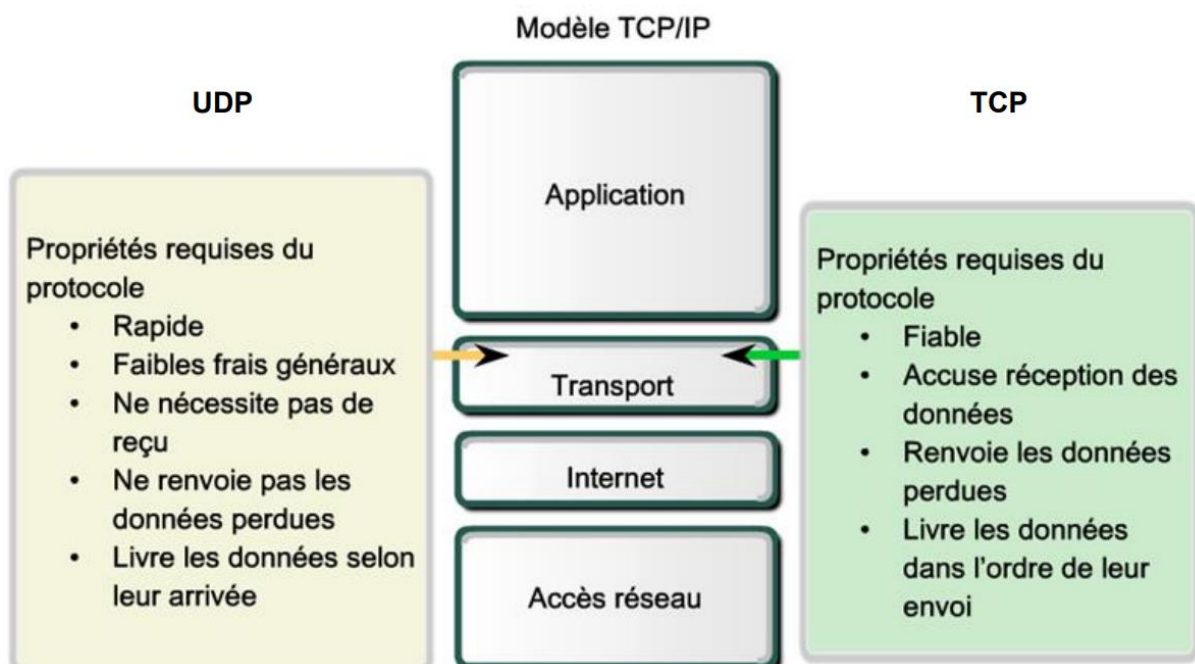 Modèle TCP/IP
UDP
TCP
Propriétés requises du
protocole
• Rapide
• Faibles frais généraux
• Ne nécessite pas de
reçu
• Ne renvoie pas les
données perdues
• Livre les données selon
leur arrivée
Application
Transport
Internet
Accès réseau
Propriétés requises du
protocole
• Fiable
• Accuse réception des
données
• Renvoie les données
perdues
• Livre les données
dans l'ordre de leur
envoi